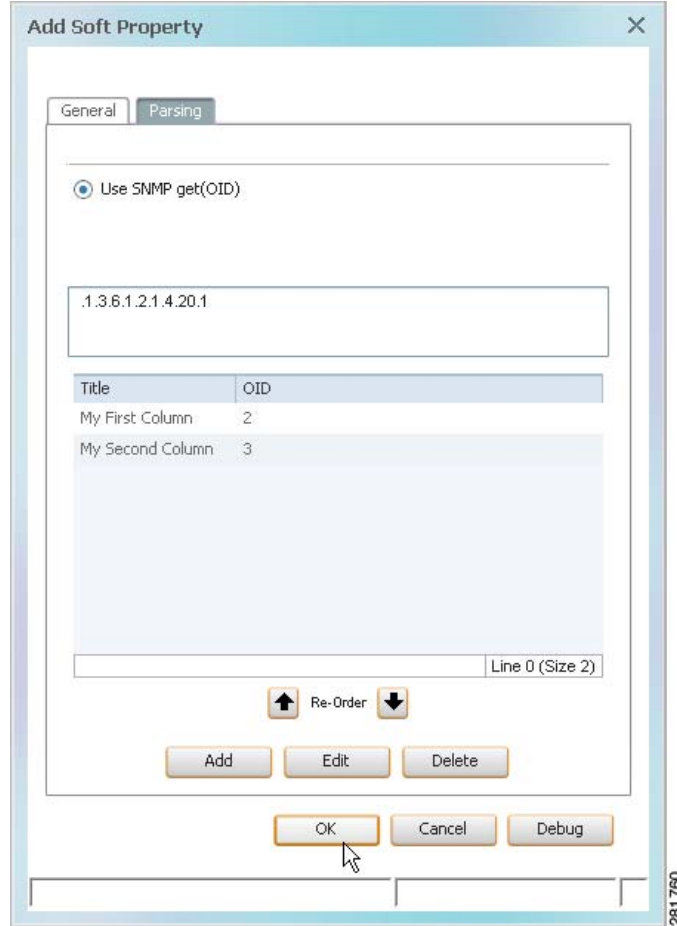 Add Soft Property
General Parsing
Use SNMP get(OID)
.1.3.6.1.2.1.4.20.1
Title OID
My First Column 2
My Second Column 3
Line 0 (Size 2)
Re-Order
Add Edit Delete
OK Cancel Debug
281760